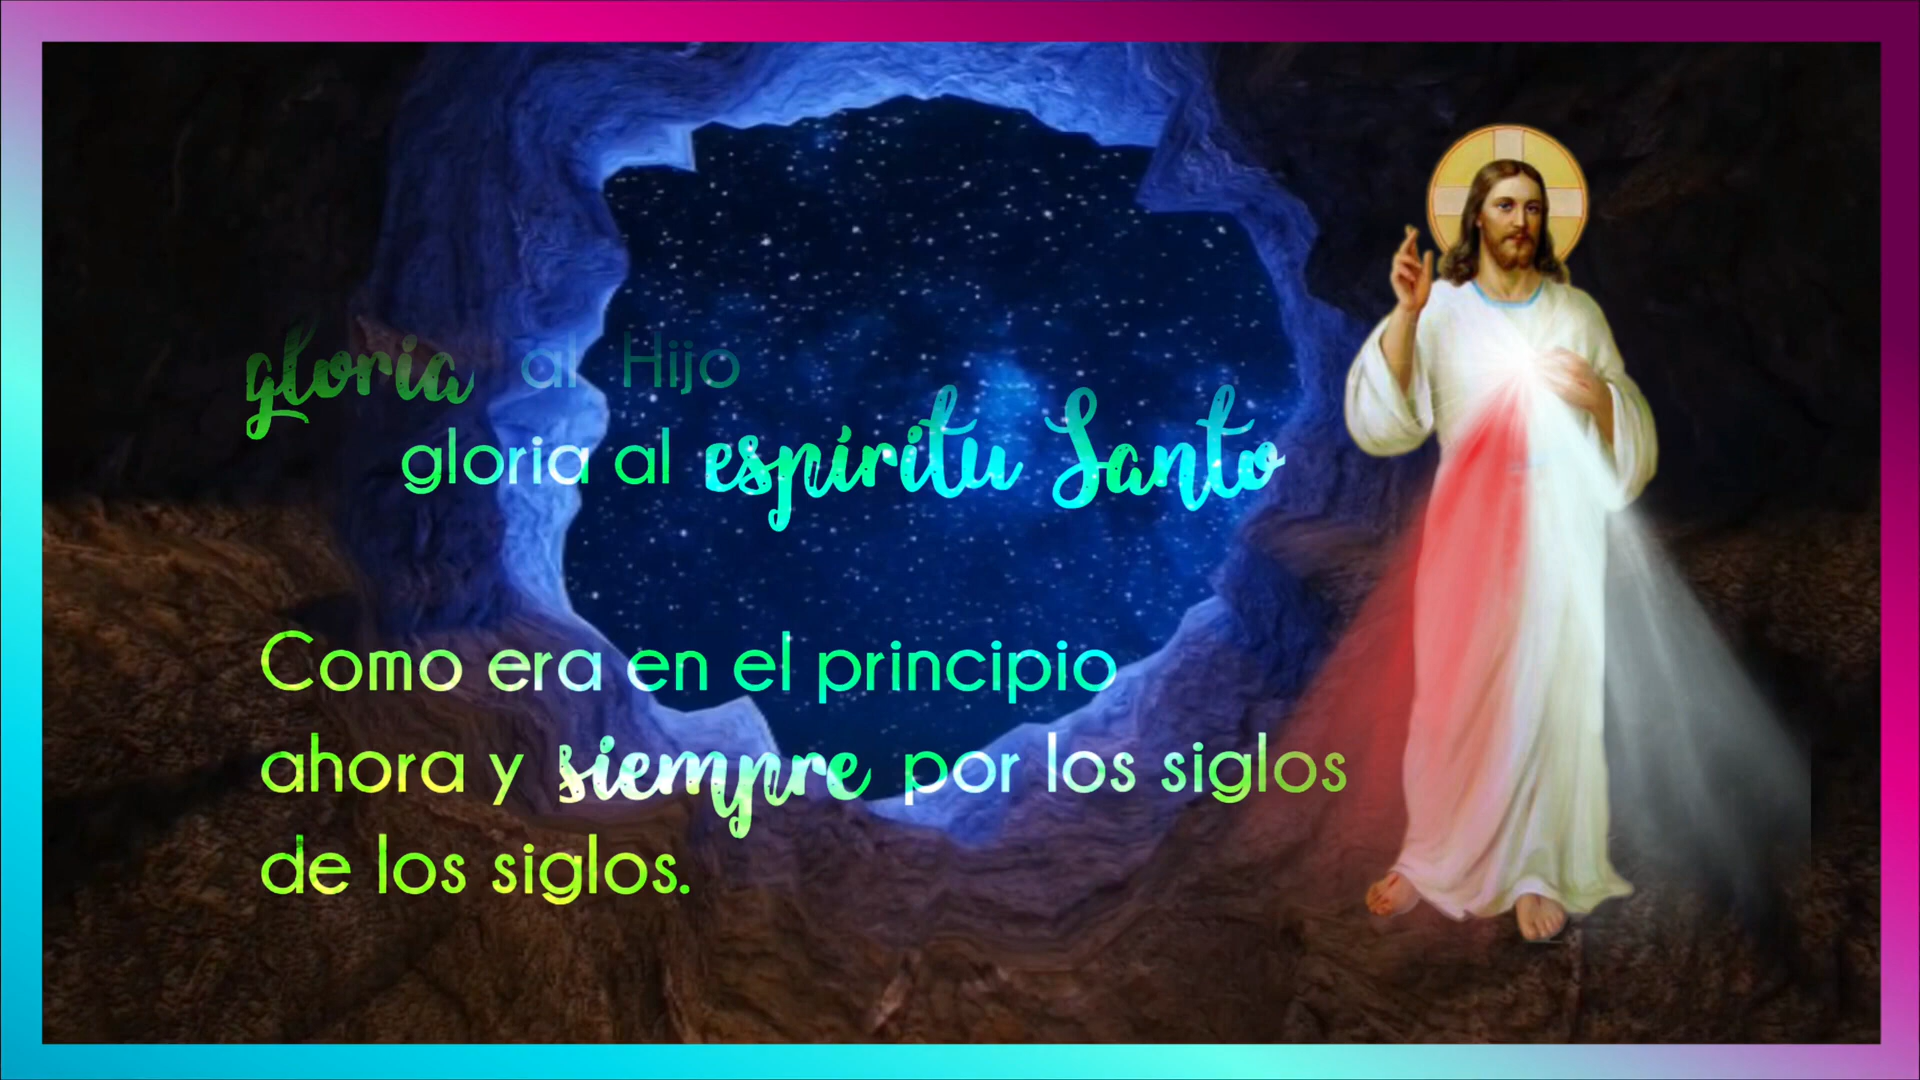 gloria al Hijo
gloria al espíritu Santo
Como era en el principio
ahora y siempre por los siglos
de los siglos.